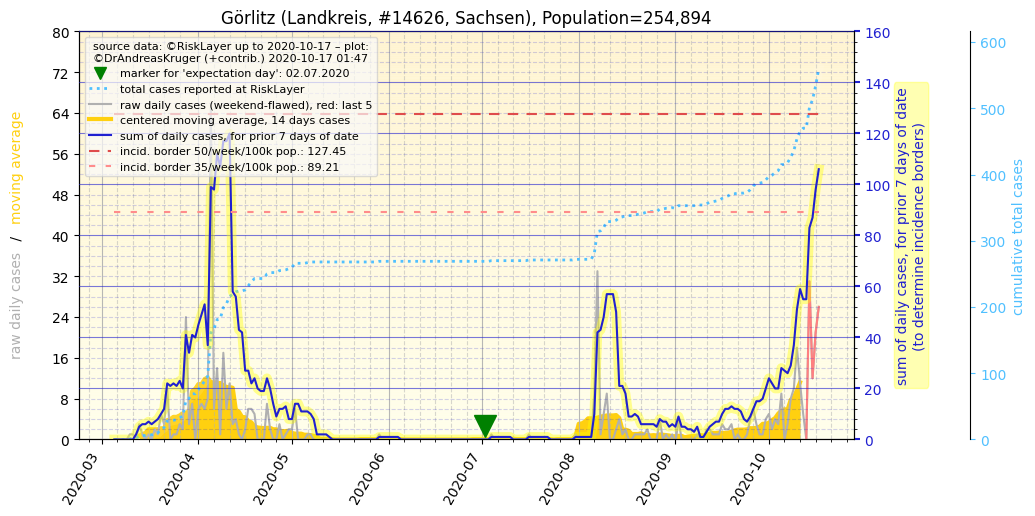 Görlitz (Landkreis, #14626, Sachsen), Population=254,894
source data: ©RiskLayer up to 2020-10-17 – plot:
©DrAndreasKruger (+contrib.) 2020-10-17 01:47
marker for 'expectation day': 02.07.2020
total cases reported at RiskLayer
raw daily cases (weekend-flawed), red: last 5
centered moving average, 14 days casess
sum of daily cases, for prior 7 days of date
incid. border 50/week/100k pop.: 127.45
incid. border 35/week/100k pop.: 89.21
raw daily cases / moving average
80
72
64
56
48
40
32
24
16
8
0
2020-03
2020-04
2020-05
2020-06
2020-07
2020-08
2020-09
2020-10
160
140
120
100
80
60
40
20
0
sum of daily cases, for prior 7 days of date
(to determine incidence borders)
600
500
400
300
200
100
0
cumulative total cases